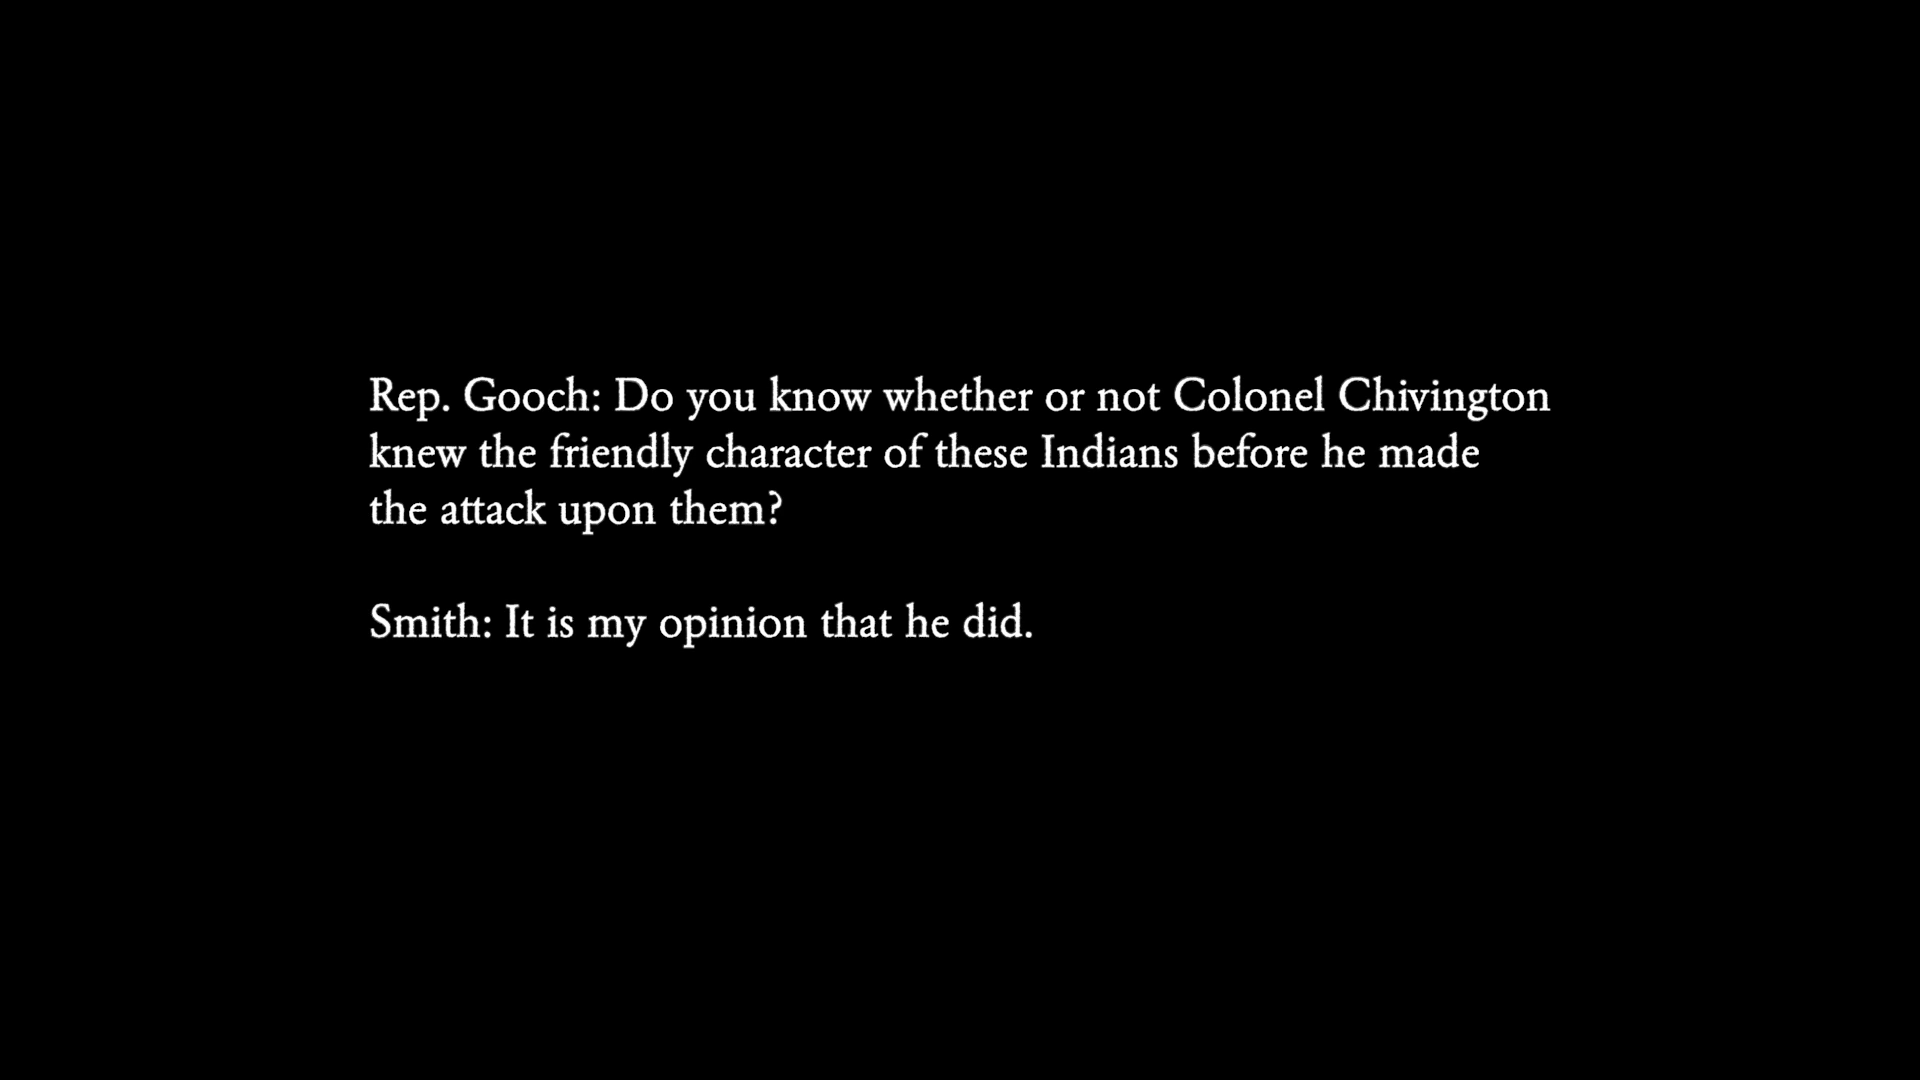 Rep. Gooch: Do you know whether or not Colonel Chivington
knew the friendly character of these Indians before he made
the attack upon them?
Smith: It is my opinion that he did.